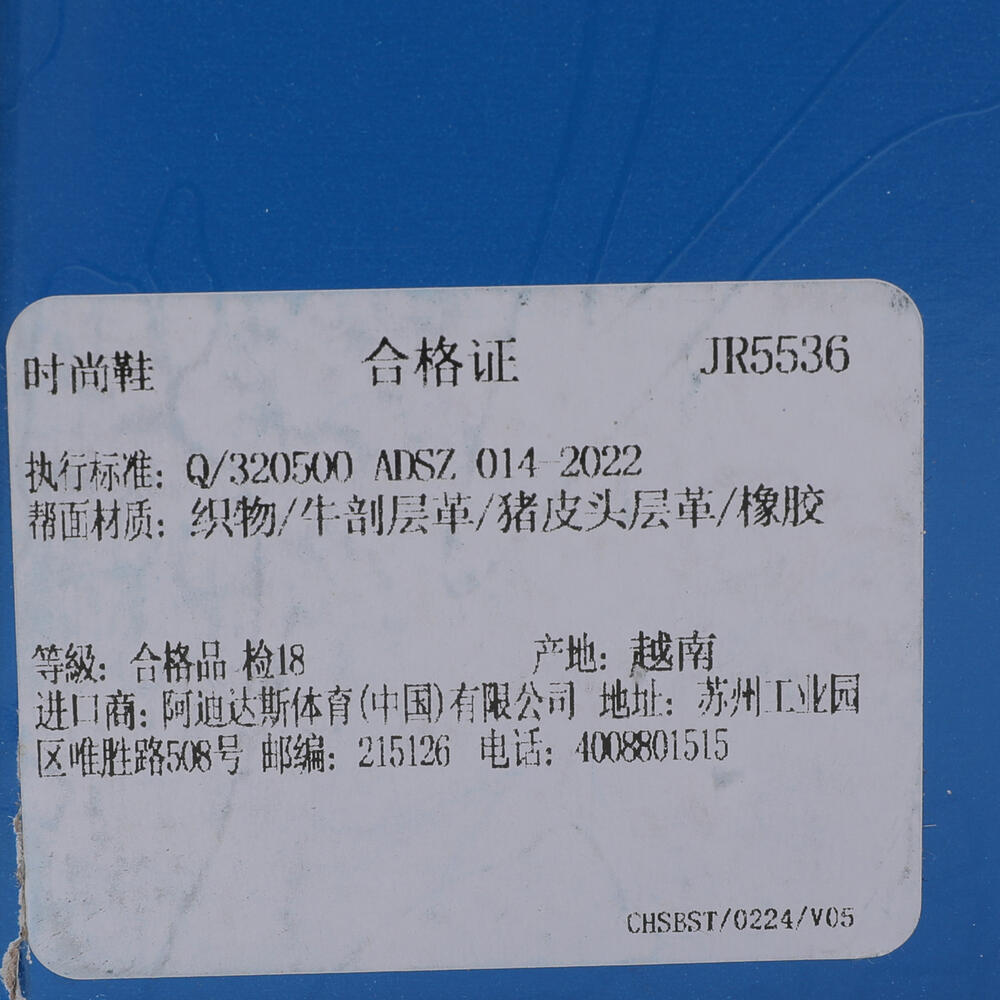 时尚鞋 合格证 JR5536
执行标准: Q/320500 ADSZ 014-2022
帮面材质: 织物/牛剖层革/猪皮头层革/橡胶
等级: 合格品 检18 产地: 越南
进口商: 阿迪达斯体育(中国)有限公司 地址: 苏州工业园
区唯胜路508号 邮编: 215126 电话: 4008801515
CHSBST/0224/V05